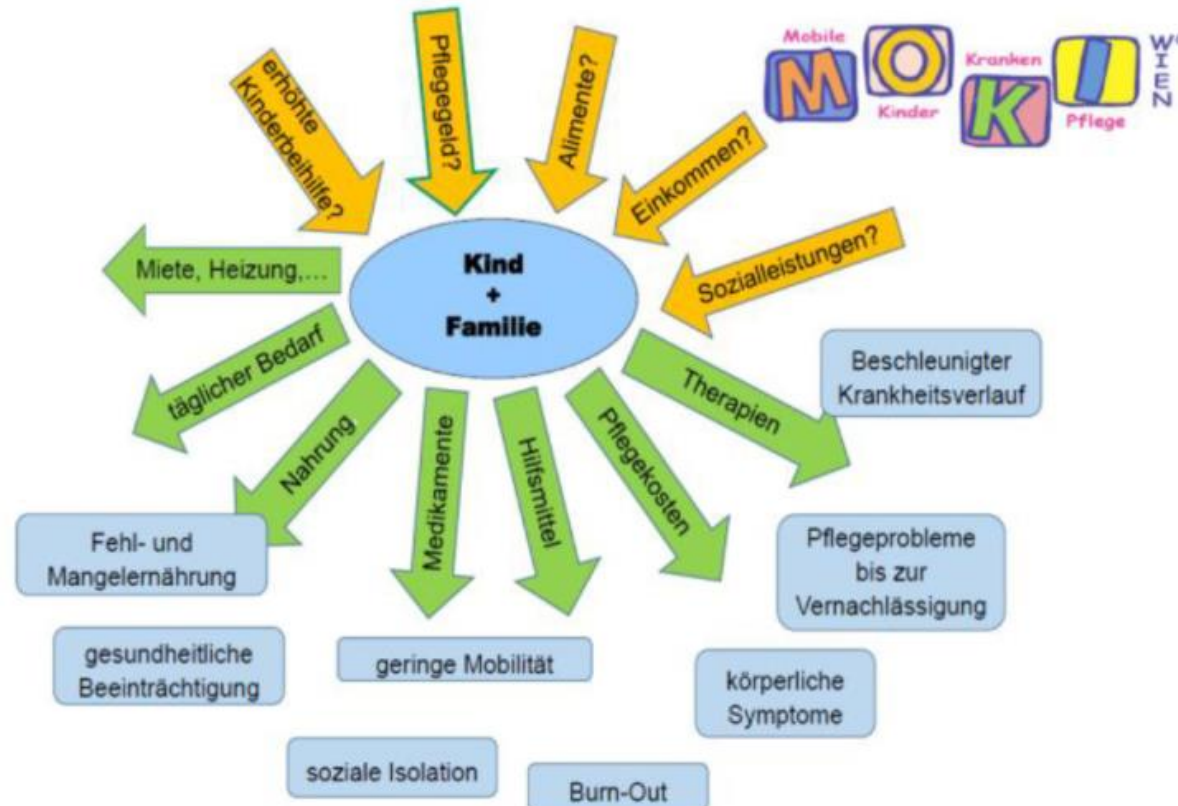 Mobile
M O K I
Kranken
Kinder
Pflege
WIEN
erhöhte
Kinderbeihilfe?
Pflegegeld?
Alimente?
Einkommen?
Sozialleistungen?
Kind
+
Familie
Miete, Heizung,...
täglicher Bedarf
Nahrung
Medikamente
Hilfsmittel
Pflegekosten
Therapien
Beschleunigter
Krankheitsverlauf
Fehl- und
Mangelernährung
Pflegeprobleme
bis zur
Vernachlässigung
gesundheitliche
Beeinträchtigung
geringe Mobilität
körperliche
Symptome
soziale Isolation
Burn-Out